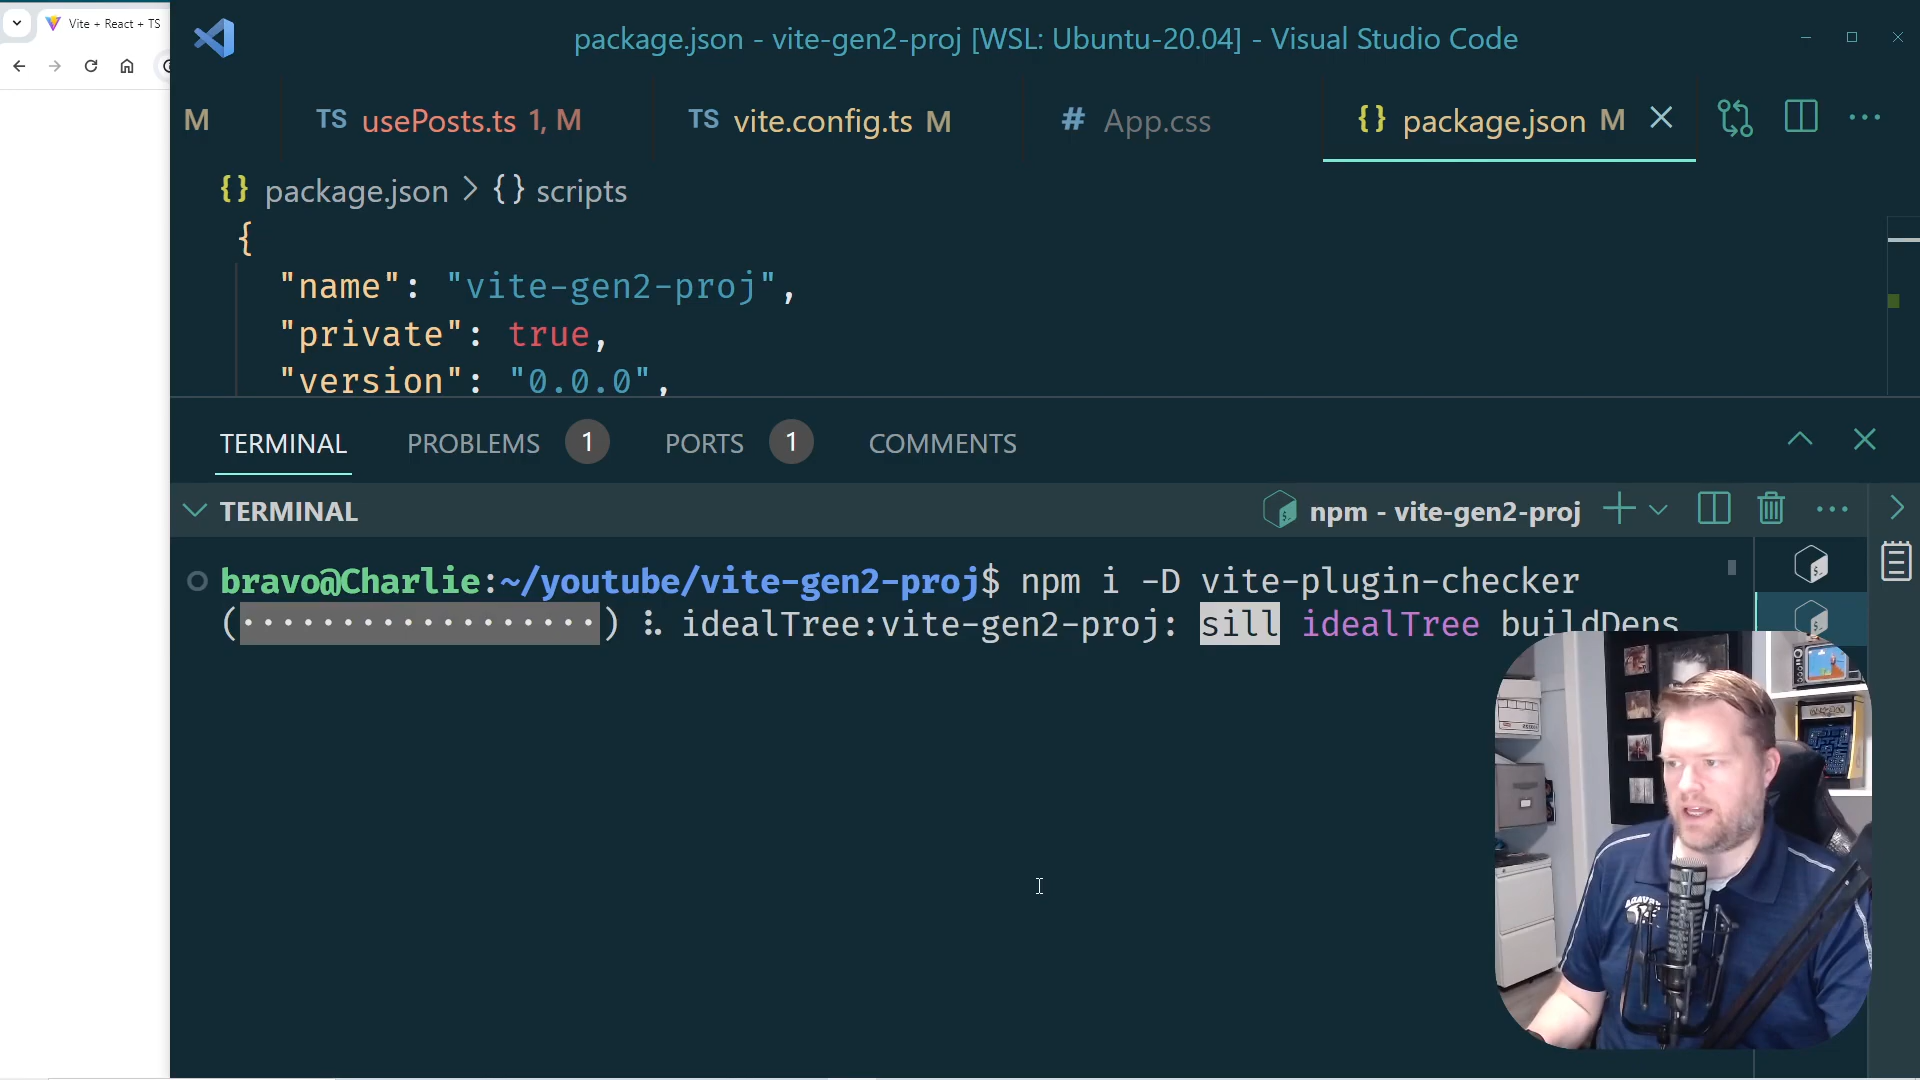 Vite + React + TS
package.json - vite-gen2-proj [WSL: Ubuntu-20.04] - Visual Studio Code
M
TS usePosts.ts 1, M
TS vite.config.ts M
# App.css
{} package.json M
{} package.json > {} scripts
{
"name": "vite-gen2-proj",
"private": true,
"version": "0.0.0",
TERMINAL
PROBLEMS 1
PORTS 1
COMMENTS
TERMINAL
npm - vite-gen2-proj
bravo@Charlie:~/youtube/vite-gen2-proj$ npm i -D vite-plugin-checker
(··················) ⠧ idealTree:vite-gen2-proj: sill idealTree buildDeps